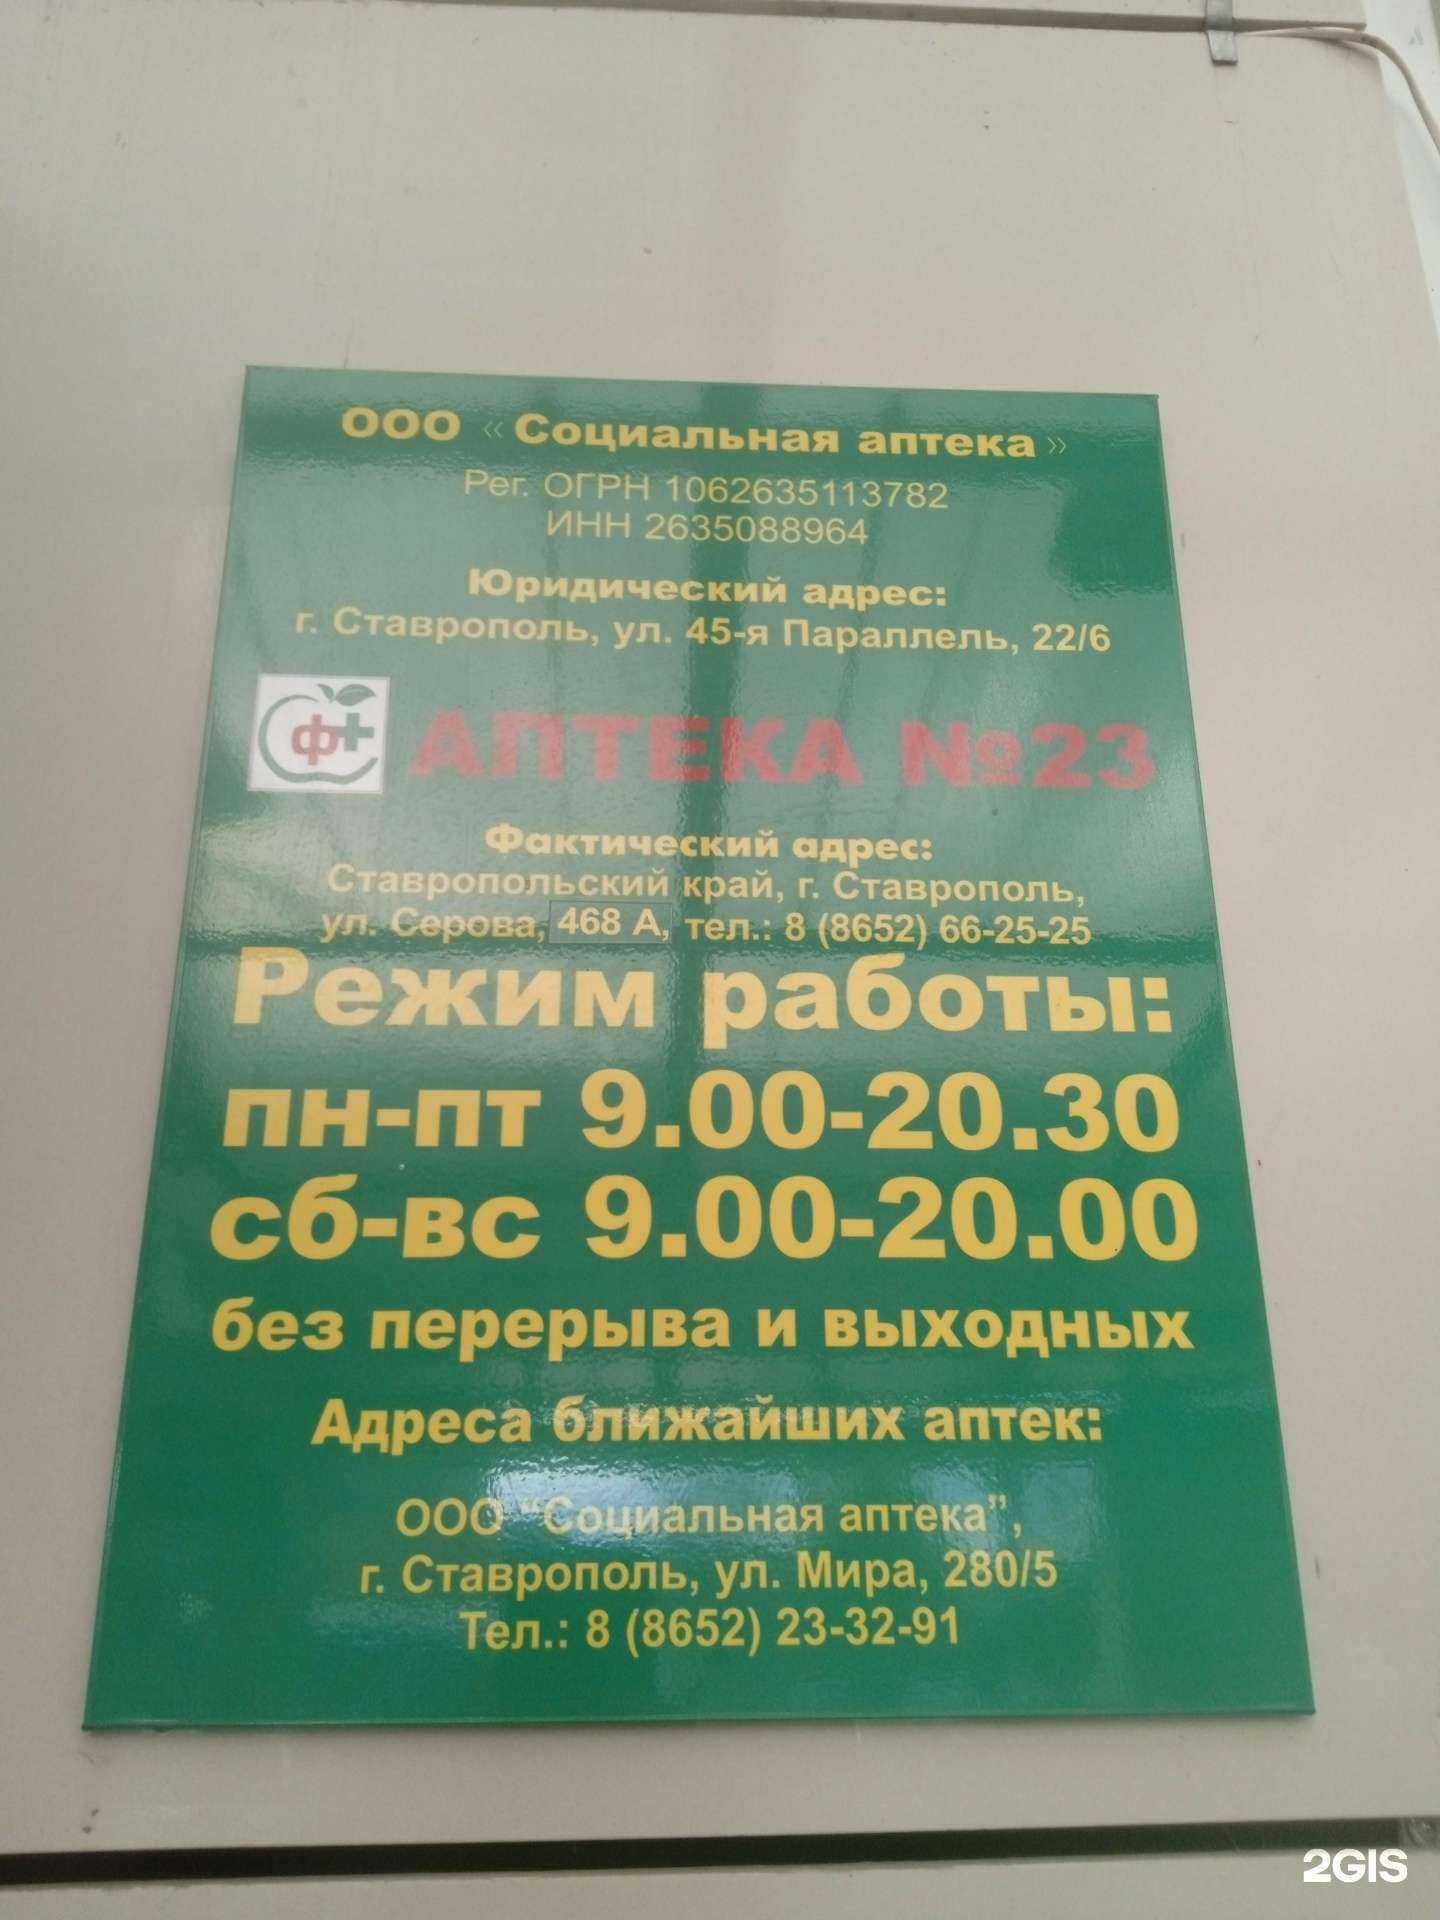 ООО «Социальная аптека»
Рег. ОГРН 1062635113782
ИНН 2635088964
Юридический адрес:
г. Ставрополь, ул. 45-я Параллель, 22/6
ф+ АПТЕКА №23
Фактический адрес:
Ставропольский край, г. Ставрополь,
ул. Серова, 468 А, тел.: 8 (8652) 66-25-25
Режим работы:
пн-пт 9.00-20.30
сб-вс 9.00-20.00
без перерыва и выходных
Адреса ближайших аптек:
ООО “Социальная аптека”,
г. Ставрополь, ул. Мира, 280/5
Тел.: 8 (8652) 23-32-91
2GIS